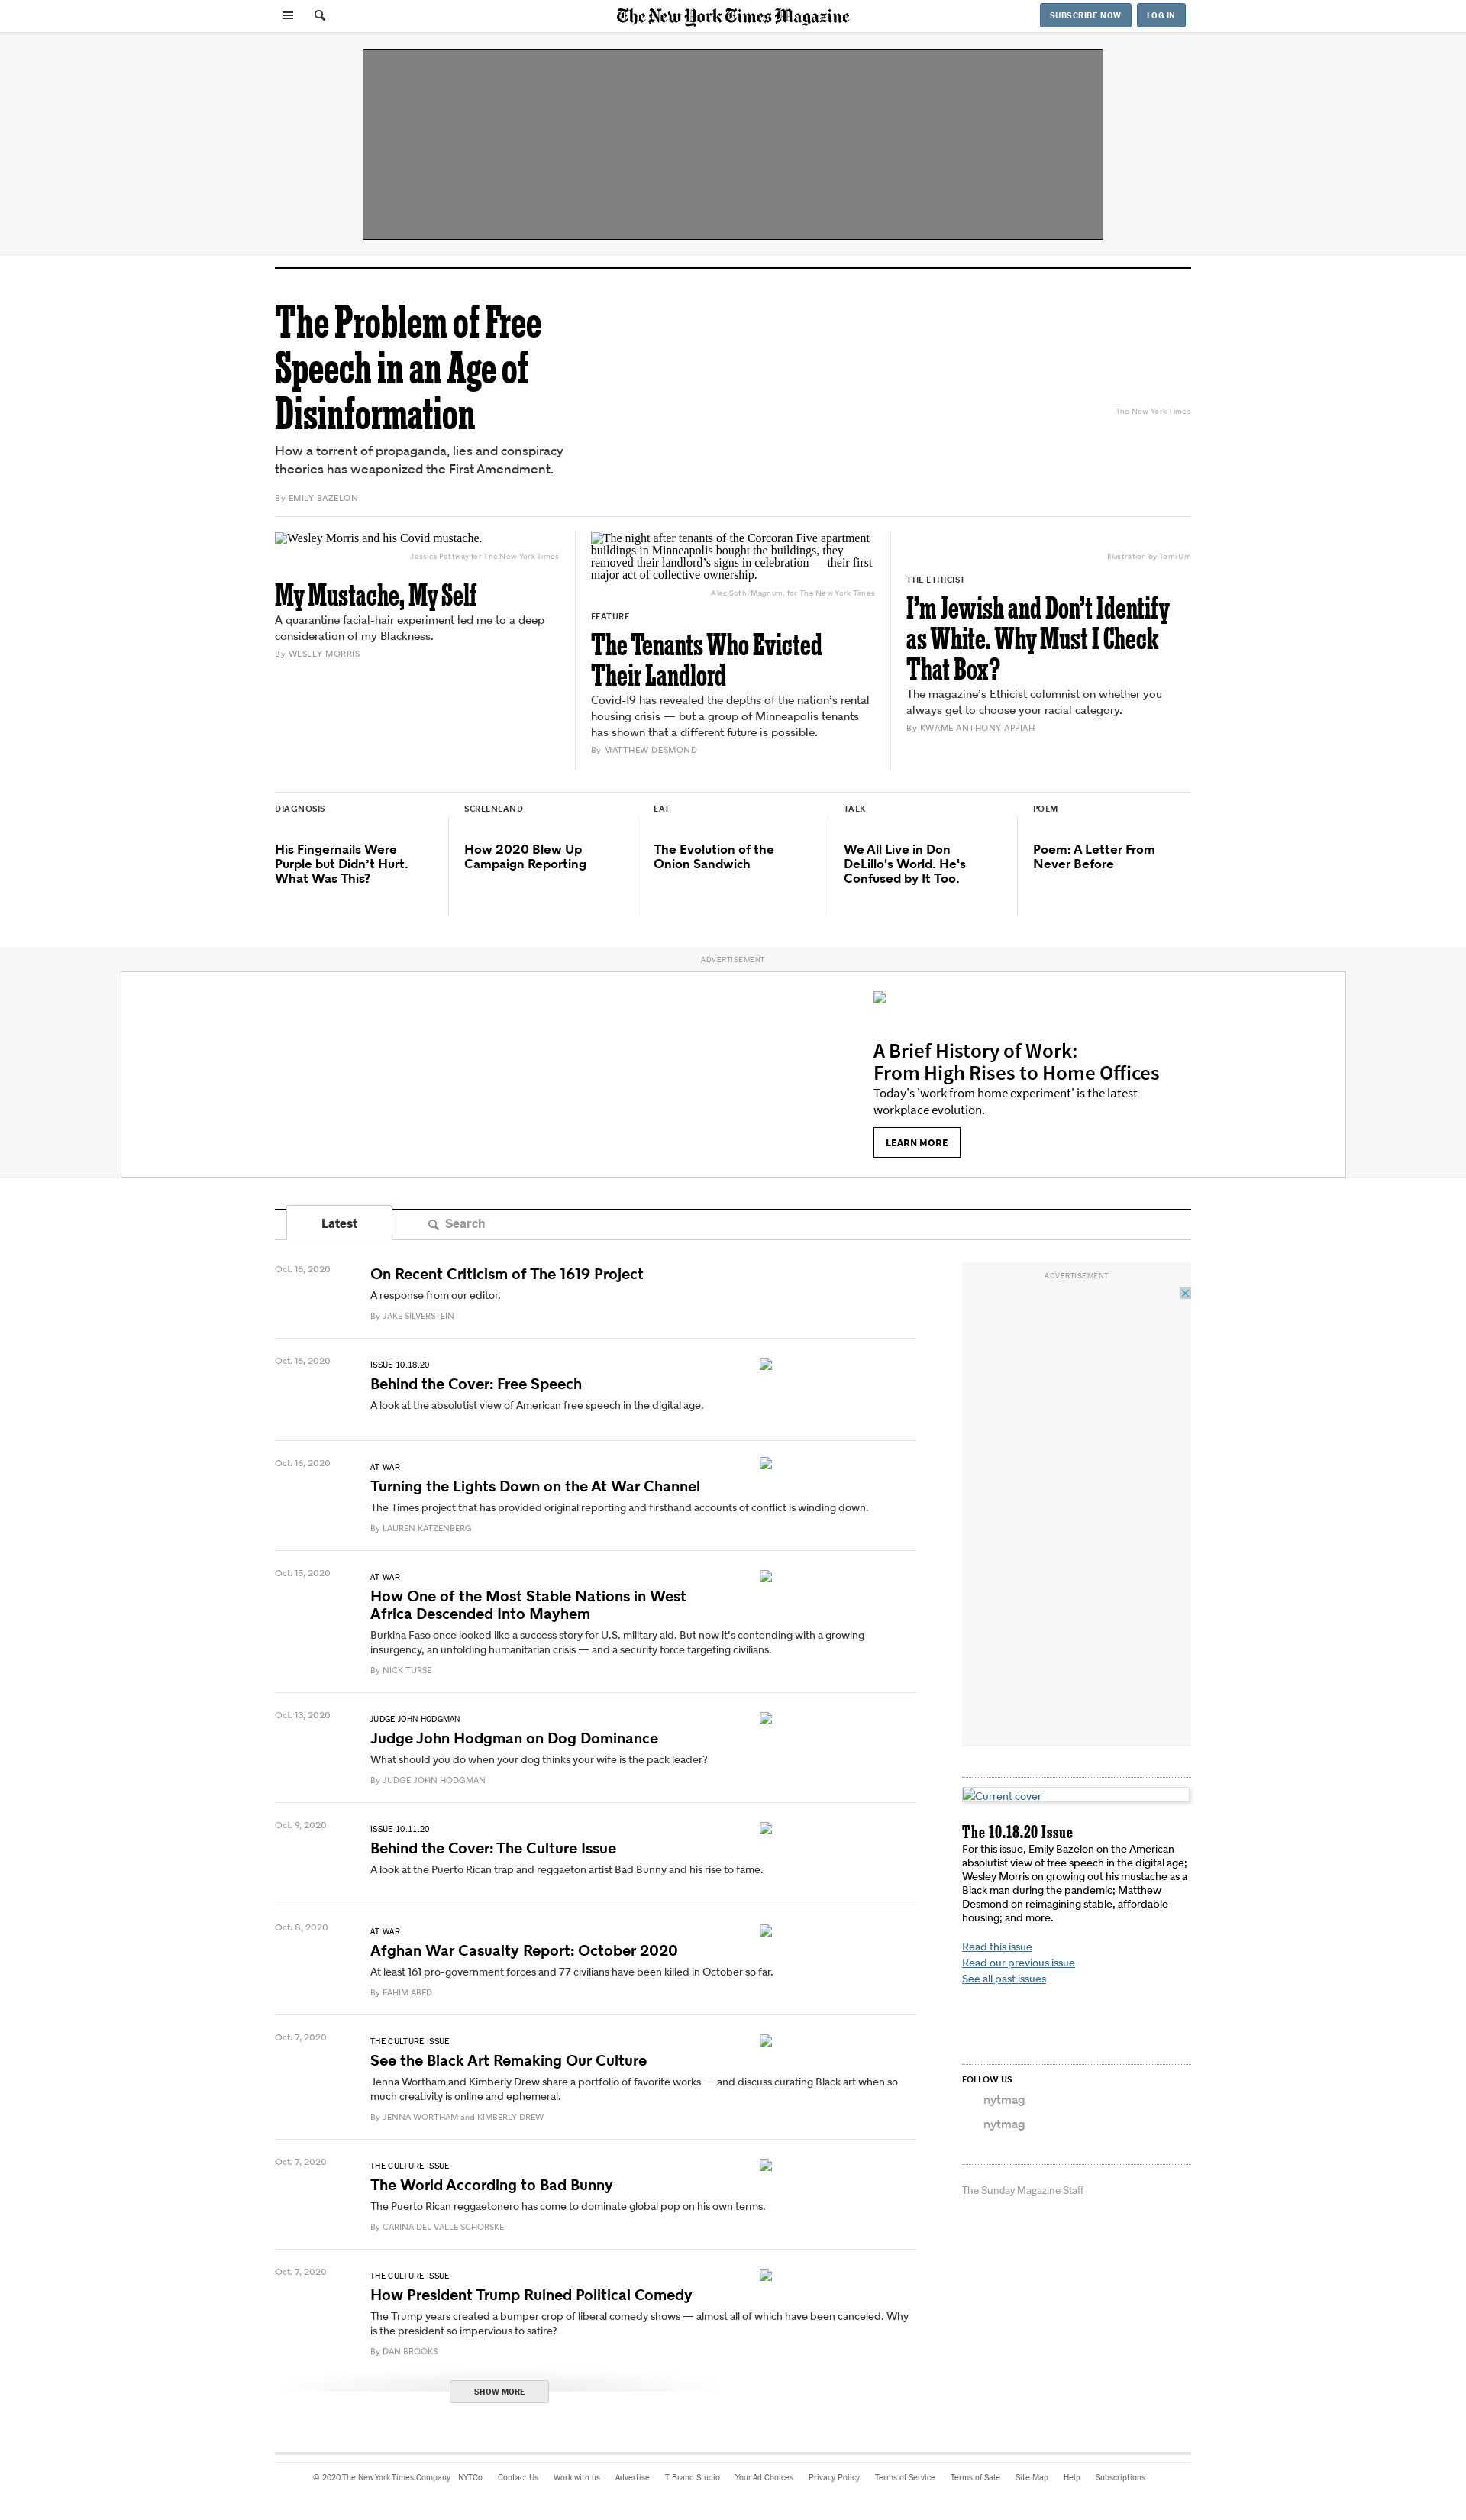 The New York Times Magazine
SUBSCRIBE NOW
LOG IN
The Problem of Free
Speech in an Age of
Disinformation
How a torrent of propaganda, lies and conspiracy
theories has weaponized the First Amendment.
By EMILY BAZELON
The New York Times
Wesley Morris and his Covid mustache.
Jessica Pettway for The New York Times
My Mustache, My Self
A quarantine facial-hair experiment led me to a deep
consideration of my Blackness.
By WESLEY MORRIS
The night after tenants of the Corcoran Five apartment
buildings in Minneapolis bought the buildings, they
removed their landlord’s signs in celebration — their first
major act of collective ownership.
Alec Soth/Magnum, for The New York Times
FEATURE
The Tenants Who Evicted
Their Landlord
Covid-19 has revealed the depths of the nation’s rental
housing crisis — but a group of Minneapolis tenants
has shown that a different future is possible.
By MATTHEW DESMOND
Illustration by Tomi Um
THE ETHICIST
I’m Jewish and Don’t Identify
as White. Why Must I Check
That Box?
The magazine’s Ethicist columnist on whether you
always get to choose your racial category.
By KWAME ANTHONY APPIAH
DIAGNOSIS
His Fingernails Were
Purple but Didn’t Hurt.
What Was This?
SCREENLAND
How 2020 Blew Up
Campaign Reporting
EAT
The Evolution of the
Onion Sandwich
TALK
We All Live in Don
DeLillo's World. He's
Confused by It Too.
POEM
Poem: A Letter From
Never Before
ADVERTISEMENT
A Brief History of Work:
From High Rises to Home Offices
Today's 'work from home experiment' is the latest
workplace evolution.
LEARN MORE
Latest
Search
Oct. 16, 2020
On Recent Criticism of The 1619 Project
A response from our editor.
By JAKE SILVERSTEIN
Oct. 16, 2020
ISSUE 10.18.20
Behind the Cover: Free Speech
A look at the absolutist view of American free speech in the digital age.
Oct. 16, 2020
AT WAR
Turning the Lights Down on the At War Channel
The Times project that has provided original reporting and firsthand accounts of conflict is winding down.
By LAUREN KATZENBERG
Oct. 15, 2020
AT WAR
How One of the Most Stable Nations in West
Africa Descended Into Mayhem
Burkina Faso once looked like a success story for U.S. military aid. But now it’s contending with a growing
insurgency, an unfolding humanitarian crisis — and a security force targeting civilians.
By NICK TURSE
Oct. 13, 2020
JUDGE JOHN HODGMAN
Judge John Hodgman on Dog Dominance
What should you do when your dog thinks your wife is the pack leader?
By JUDGE JOHN HODGMAN
Oct. 9, 2020
ISSUE 10.11.20
Behind the Cover: The Culture Issue
A look at the Puerto Rican trap and reggaeton artist Bad Bunny and his rise to fame.
Oct. 8, 2020
AT WAR
Afghan War Casualty Report: October 2020
At least 161 pro-government forces and 77 civilians have been killed in October so far.
By FAHIM ABED
Oct. 7, 2020
THE CULTURE ISSUE
See the Black Art Remaking Our Culture
Jenna Wortham and Kimberly Drew share a portfolio of favorite works — and discuss curating Black art when so
much creativity is online and ephemeral.
By JENNA WORTHAM and KIMBERLY DREW
Oct. 7, 2020
THE CULTURE ISSUE
The World According to Bad Bunny
The Puerto Rican reggaetonero has come to dominate global pop on his own terms.
By CARINA DEL VALLE SCHORSKE
Oct. 7, 2020
THE CULTURE ISSUE
How President Trump Ruined Political Comedy
The Trump years created a bumper crop of liberal comedy shows — almost all of which have been canceled. Why
is the president so impervious to satire?
By DAN BROOKS
SHOW MORE
ADVERTISEMENT
Current cover
The 10.18.20 Issue
For this issue, Emily Bazelon on the American
absolutist view of free speech in the digital age;
Wesley Morris on growing out his mustache as a
Black man during the pandemic; Matthew
Desmond on reimagining stable, affordable
housing; and more.
Read this issue
Read our previous issue
See all past issues
FOLLOW US
nytmag
nytmag
The Sunday Magazine Staff
© 2020 The New York Times Company NYTCo Contact Us Work with us Advertise T Brand Studio Your Ad Choices Privacy Policy Terms of Service Terms of Sale Site Map Help Subscriptions